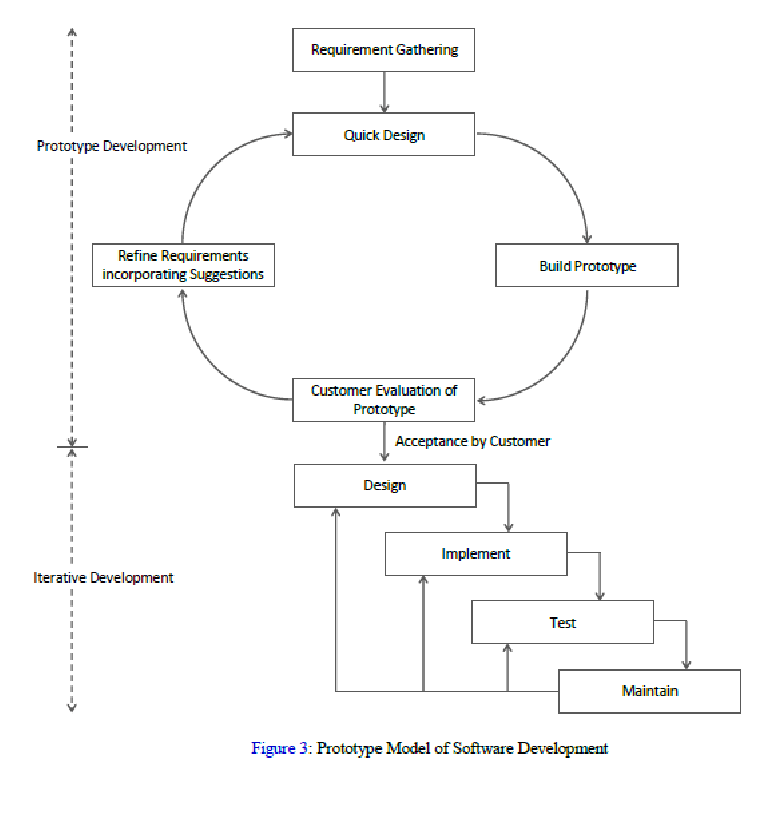 Requirement Gathering
Quick Design
Prototype Development
Refine Requirements
incorporating Suggestions
Build Prototype
Customer Evaluation of
Prototype
Acceptance by Customer
Design
Implement
Iterative Development
Test
Maintain
Figure 3: Prototype Model of Software Development